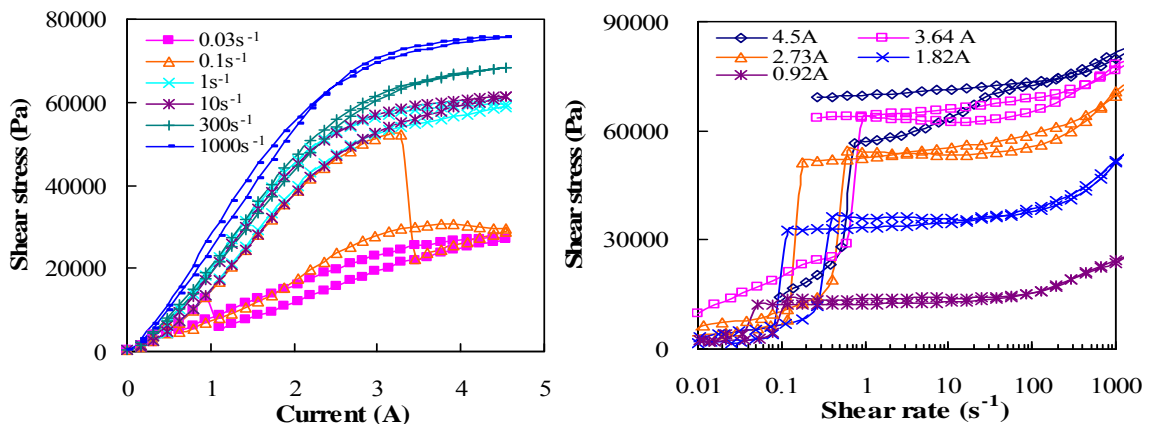 80000
60000
40000
20000
0
Shear stress (Pa)
0.03s⁻¹
0.1s⁻¹
1s⁻¹
10s⁻¹
300s⁻¹
1000s⁻¹
0 1 2 3 4 5
Current (A)
90000
60000
30000
0
Shear stress (Pa)
4.5A 3.64 A
2.73A 1.82A
0.92A
0.01 0.1 1 10 100 1000
Shear rate (s⁻¹)